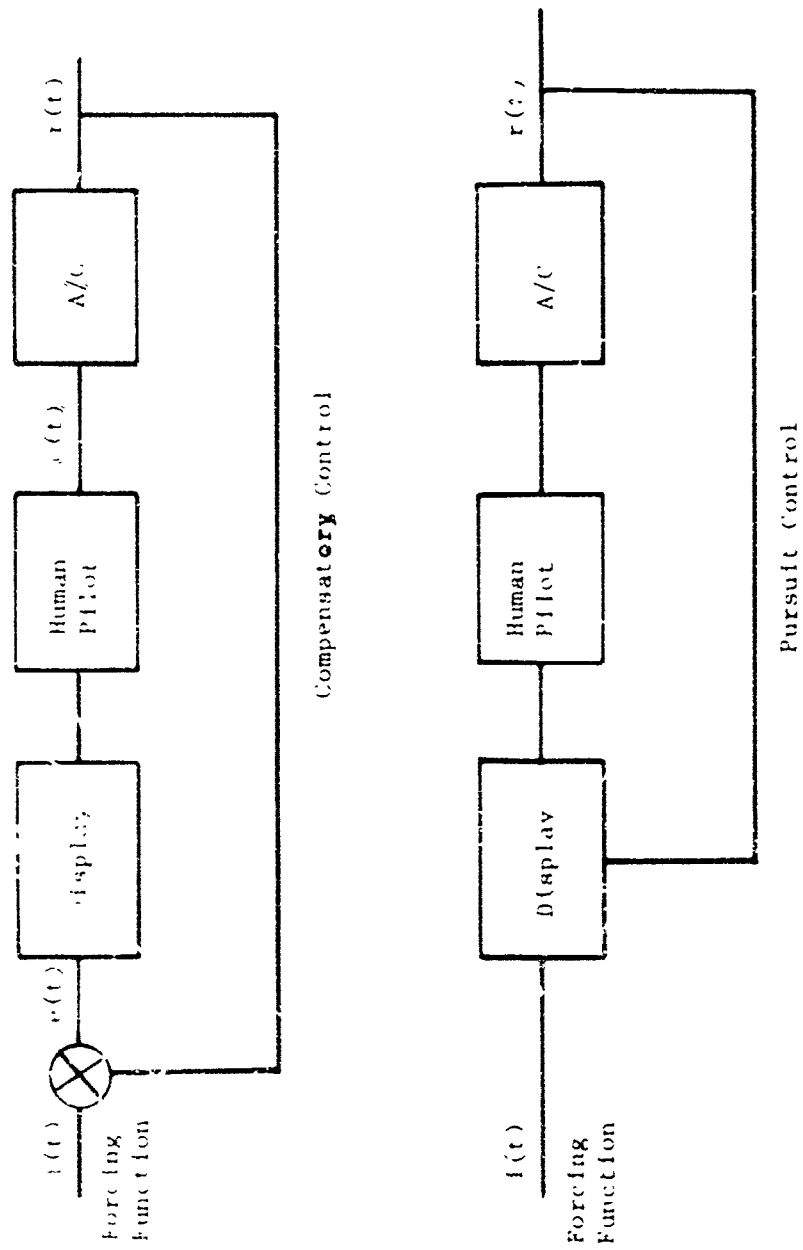 i(t)
Forcing
Function
e(t)
Display
Human
Pilot
A/C
r(t)
Compensatory Control
i(t)
Forcing
Function
Display
Human
Pilot
A/C
Pursuit Control